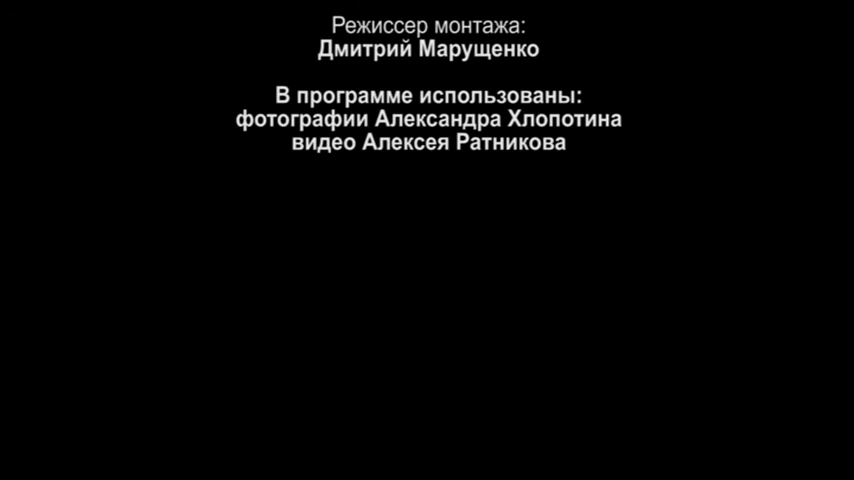 Режиссер монтажа:
Дмитрий Марущенко
В программе использованы:
фотографии Александра Хлопотина
видео Алексея Ратникова